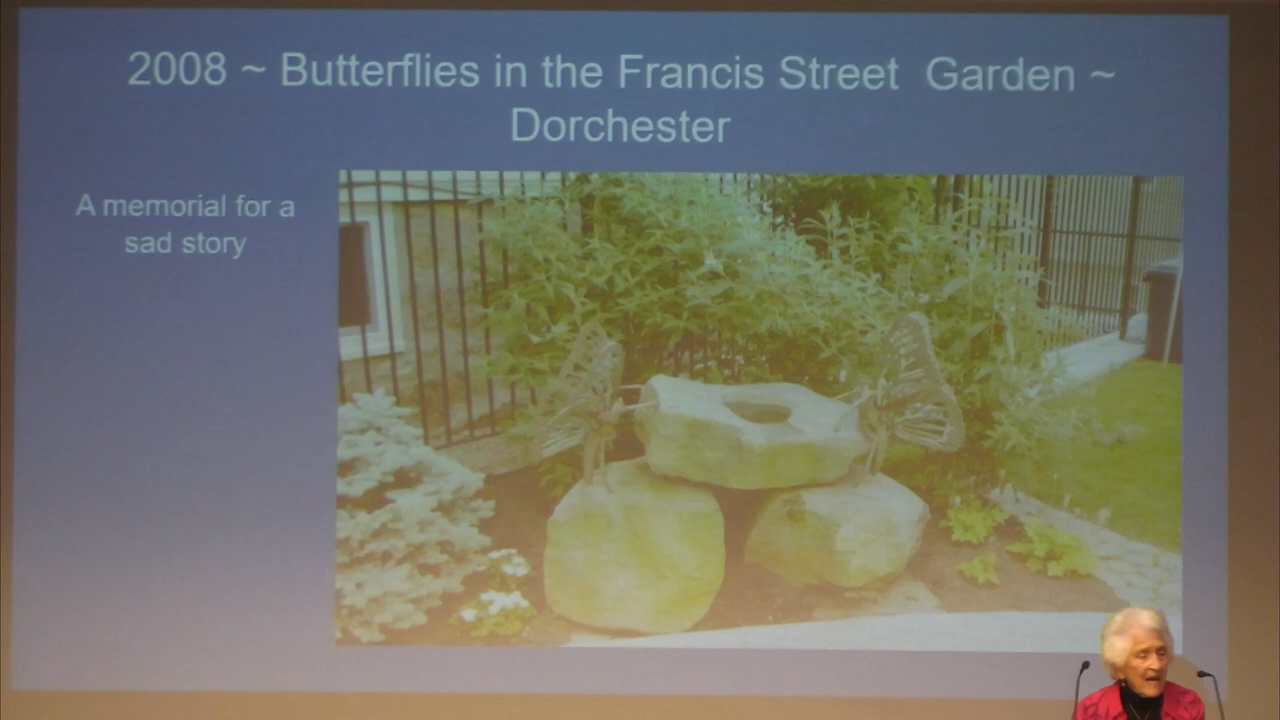 2008 ~ Butterflies in the Francis Street Garden ~
Dorchester
A memorial for a
sad story